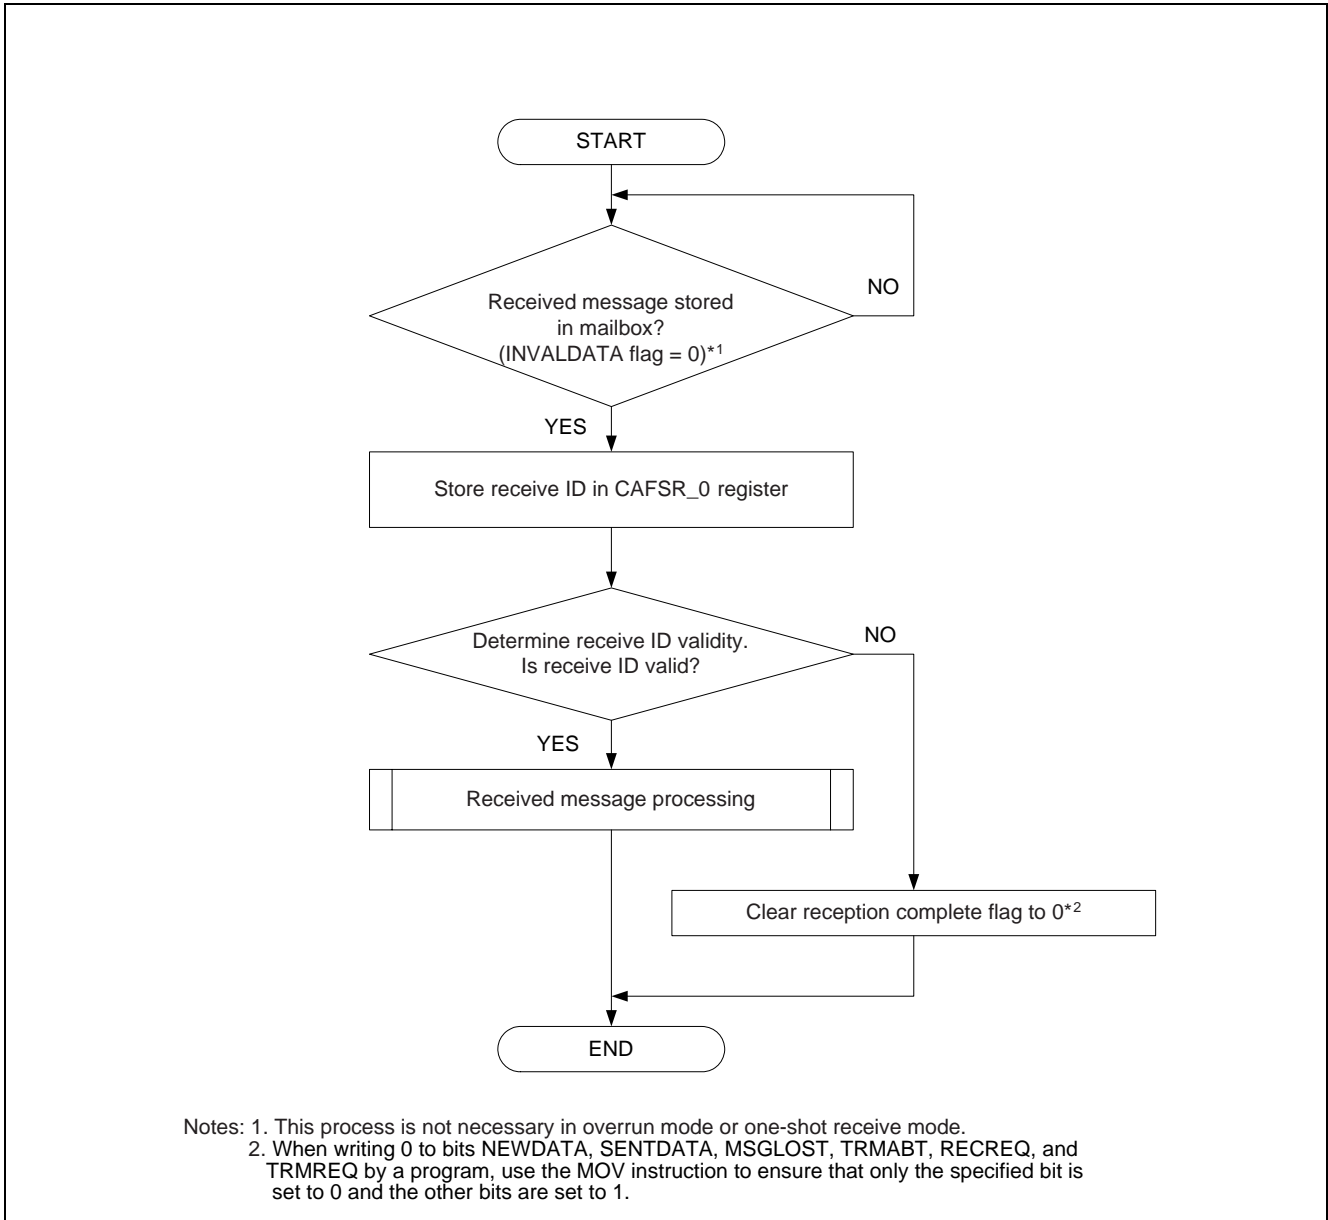 START
NO
Received message stored
in mailbox?
(INVALDATA flag = 0)*1
YES
Store receive ID in CAFSR_0 register
Determine receive ID validity.
Is receive ID valid?
NO
YES
Received message processing
Clear reception complete flag to 0*2
END
Notes: 1. This process is not necessary in overrun mode or one-shot receive mode.
2. When writing 0 to bits NEWDATA, SENTDATA, MSGLOST, TRMABT, RECREQ, and
TRMREQ by a program, use the MOV instruction to ensure that only the specified bit is
set to 0 and the other bits are set to 1.